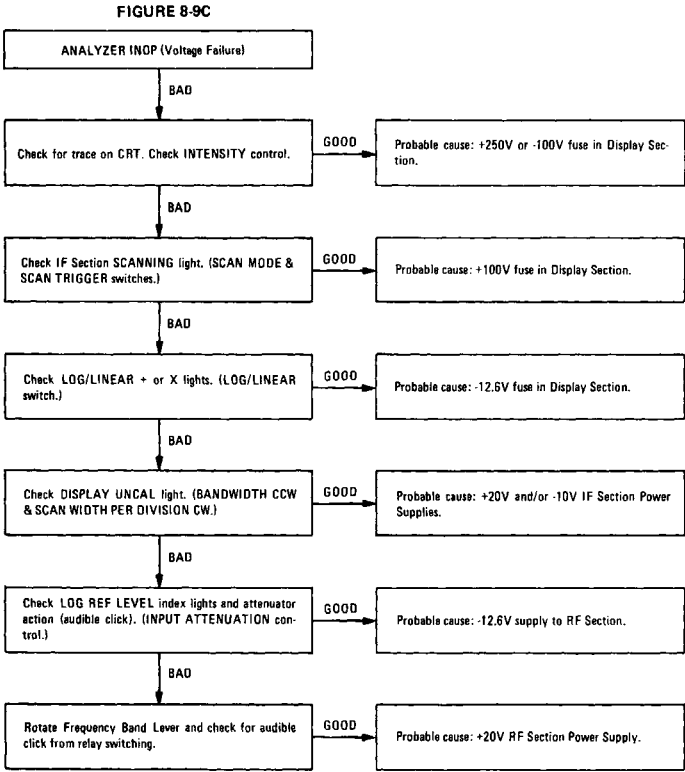 FIGURE 8-9C
ANALYZER INOP (Voltage Failure)
BAD
Check for trace on CRT. Check INTENSITY control.
GOOD
Probable cause: +250V or -100V fuse in Display Sec-
tion.
BAD
Check IF Section SCANNING light. (SCAN MODE &
SCAN TRIGGER switches.)
GOOD
Probable cause: +100V fuse in Display Section.
BAD
Check LOG/LINEAR + or X lights. (LOG/LINEAR
switch.)
GOOD
Probable cause: -12.6V fuse in Display Section.
BAD
Check DISPLAY UNCAL light. (BANDWIDTH CCW
& SCAN WIDTH PER DIVISION CW.)
GOOD
Probable cause: +20V and/or -10V IF Section Power
Supplies.
BAD
Check LOG REF LEVEL index lights and attenuator
action (audible click). (INPUT ATTENUATION con-
trol.)
GOOD
Probable cause: -12.6V supply to RF Section.
BAD
Rotate Frequency Band Lever and check for audible
click from relay switching.
GOOD
Probable cause: +20V RF Section Power Supply.